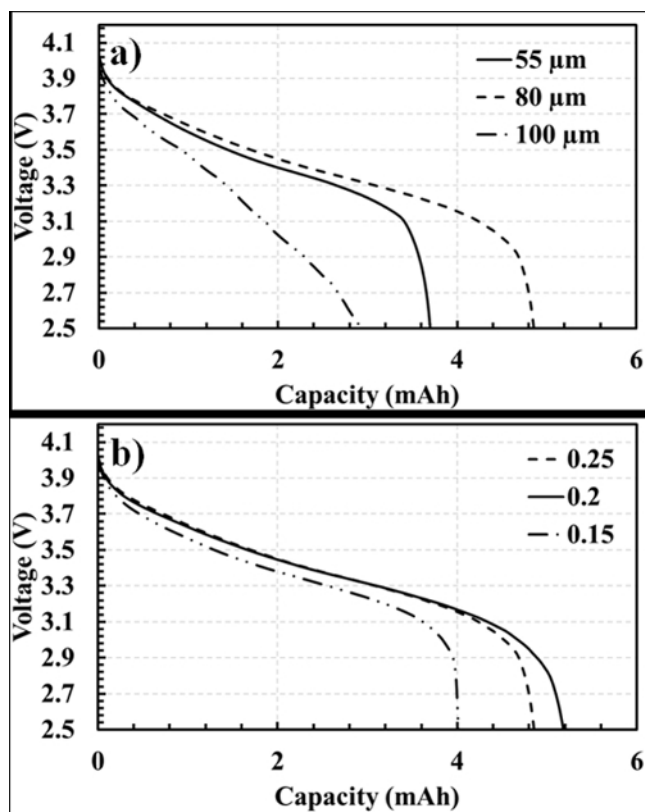 a)
55 µm
80 µm
100 µm
Voltage (V)
4.1
3.9
3.7
3.5
3.3
3.1
2.9
2.7
2.5
0 2 4 6
Capacity (mAh)
b)
0.25
0.2
0.15
Voltage (V)
4.1
3.9
3.7
3.5
3.3
3.1
2.9
2.7
2.5
0 2 4 6
Capacity (mAh)